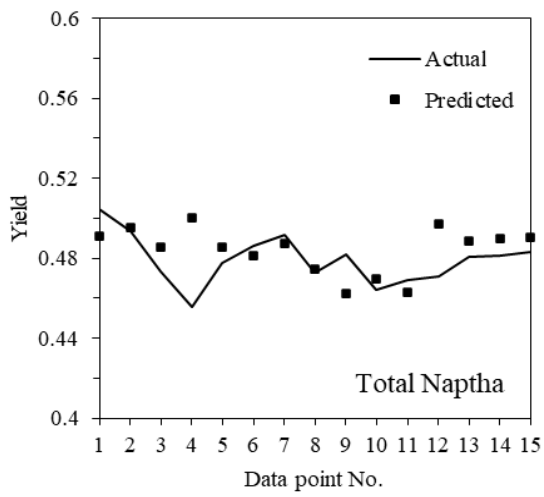 0.6
0.56
0.52
0.48
0.44
0.4
Yield
Actual
Predicted
Total Naptha
1 2 3 4 5 6 7 8 9 10 11 12 13 14 15
Data point No.